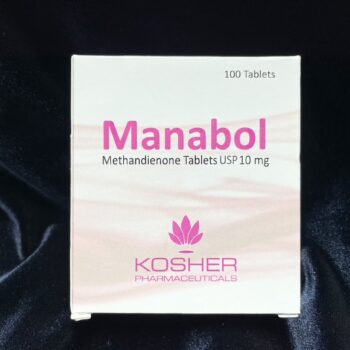 100 Tablets
Manabol
Methandienone Tablets USP 10 mg
KOSHER
PHARMACEUTICALS